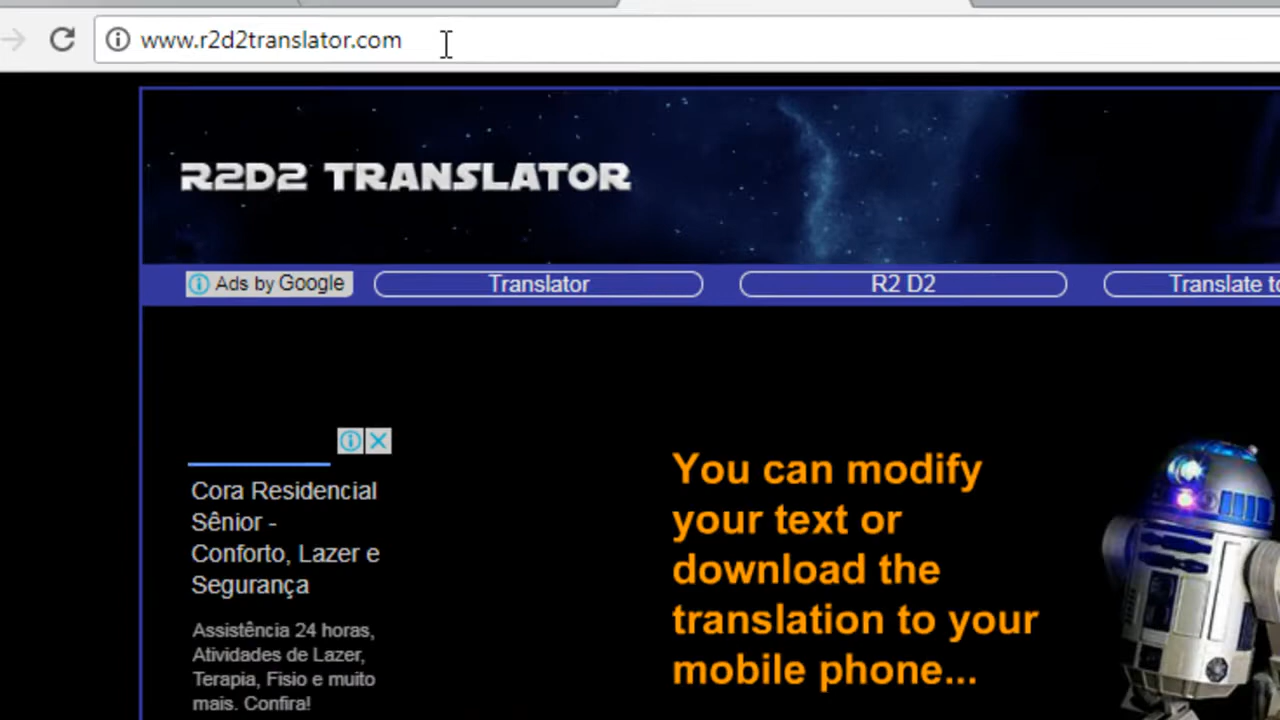 www.r2d2translator.com
R2D2 TRANSLATOR
Ads by Google
Translator
R2 D2
Translate to
Cora Residencial
Sênior -
Conforto, Lazer e
Segurança
Assistência 24 horas,
Atividades de Lazer,
Terapia, Fisio e muito
mais. Confira!
You can modify
your text or
download the
translation to your
mobile phone...